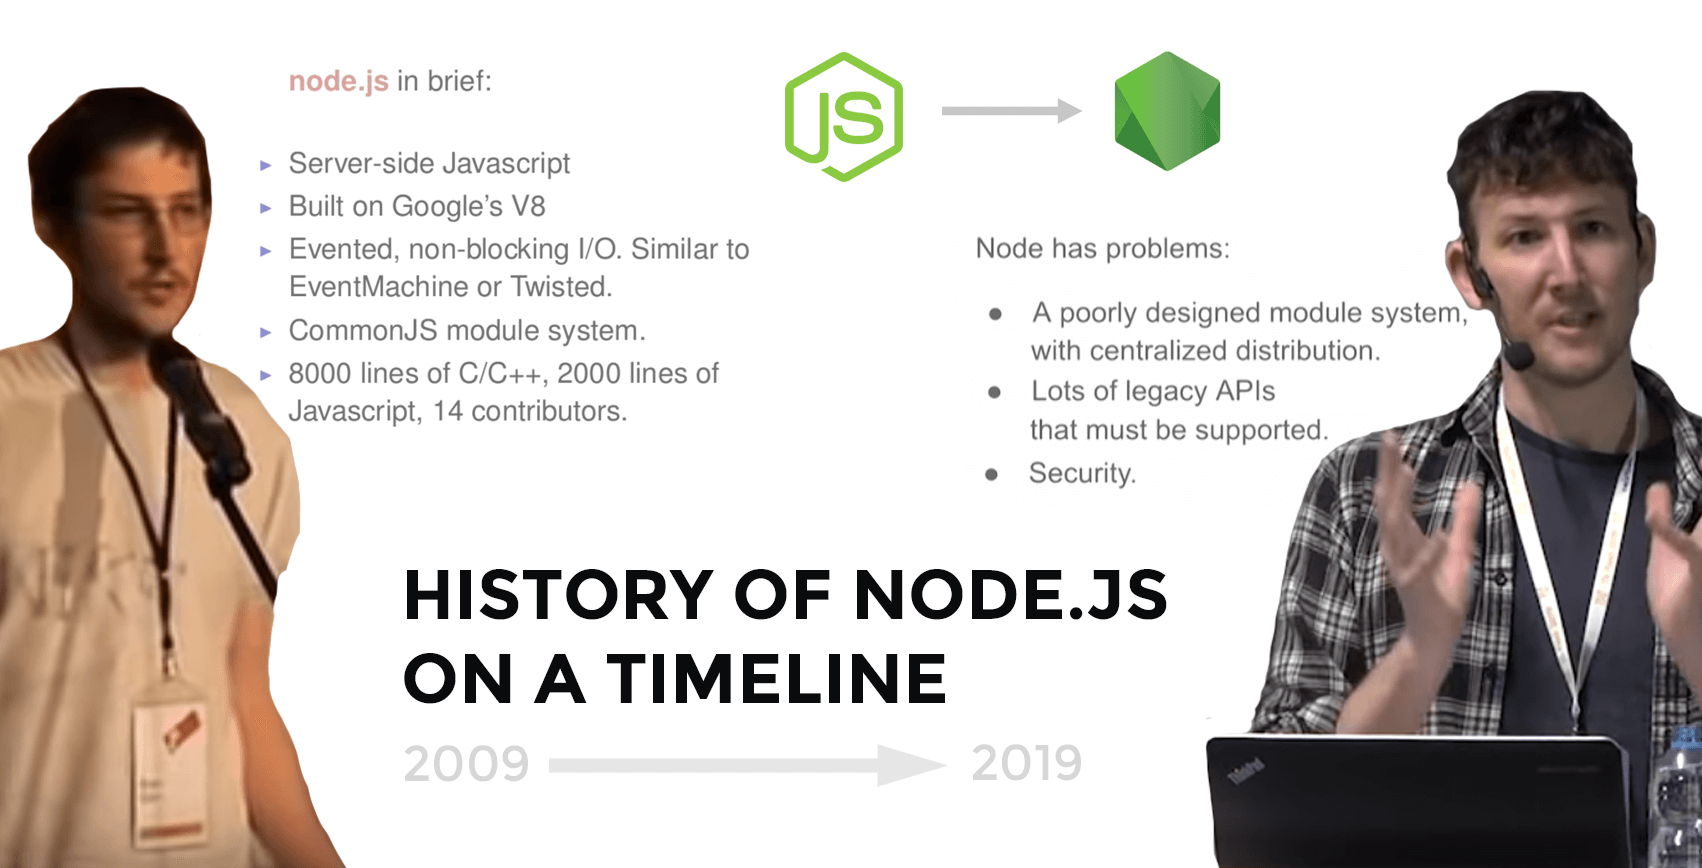 node.js in brief:
Server-side Javascript
Built on Google's V8
Evented, non-blocking I/O. Similar to
EventMachine or Twisted.
CommonJS module system.
8000 lines of C/C++, 2000 lines of
Javascript, 14 contributors.
JS
Node has problems:
A poorly designed module system,
with centralized distribution.
Lots of legacy APIs
that must be supported.
Security.
HISTORY OF NODE.JS
ON A TIMELINE
2009
2019
ThinkPad